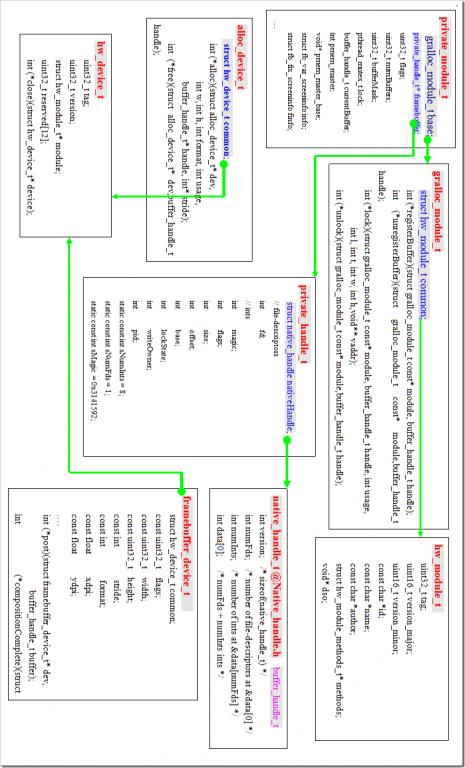 private_module_t
gralloc_module_t base;
private_handle_t* framebuffer;
uint32_t flags;
uint32_t numBuffers;
uint32_t bufferMask;
pthread_mutex_t lock;
buffer_handle_t currentBuffer;
int pmem_master;
void* pmem_master_base;
struct fb_var_screeninfo info;
struct fb_fix_screeninfo finfo;
…
gralloc_module_t
struct hw_module_t common;
int (*registerBuffer)(struct gralloc_module_t const* module, buffer_handle_t handle);
int (*unregisterBuffer)(struct gralloc_module_t const* module,buffer_handle_t
handle);
int (*lock)(struct gralloc_module_t const* module, buffer_handle_t handle, int usage,
int l, int t, int w, int h,void** vaddr);
int (*unlock)(struct gralloc_module_t const* module,buffer_handle_t handle);
hw_module_t
uint32_t tag;
uint16_t version_major;
uint16_t version_minor;
const char *id;
const char *name;
const char *author;
struct hw_module_methods_t* methods;
void* dso;
alloc_device_t
struct hw_device_t common;
int (*alloc)(struct alloc_device_t* dev,
int w, int h, int format, int usage,
buffer_handle_t* handle, int* stride);
int (*free)(struct alloc_device_t* dev,buffer_handle_t
handle);
private_handle_t
struct native_handle nativeHandle;
// file-descriptors
int fd;
// ints
int magic;
int flags;
int size;
int offset;
int base;
int lockState;
int writeOwner;
int pid;
static const int sNumInts = 8;
static const int sNumFds = 1;
static const int sMagic = 0x3141592;
native_handle_t @Native_handle.h buffer_handle_t
int version; /* sizeof(native_handle_t) */
int numFds; /* number of file-descriptors at &data[0] */
int numInts; /* number of ints at &data[numFds] */
int data[0]; /* numFds + numInts ints */
hw_device_t
uint32_t tag;
uint32_t version;
struct hw_module_t* module;
uint32_t reserved[12];
int (*close)(struct hw_device_t* device);
framebuffer_device_t
struct hw_device_t common;
const uint32_t flags;
const uint32_t width;
const uint32_t height;
const int stride;
const int format;
const float xdpi;
const float ydpi;
….
int (*post)(struct framebuffer_device_t* dev,
buffer_handle_t buffer);
int (*compositionComplete)(struct